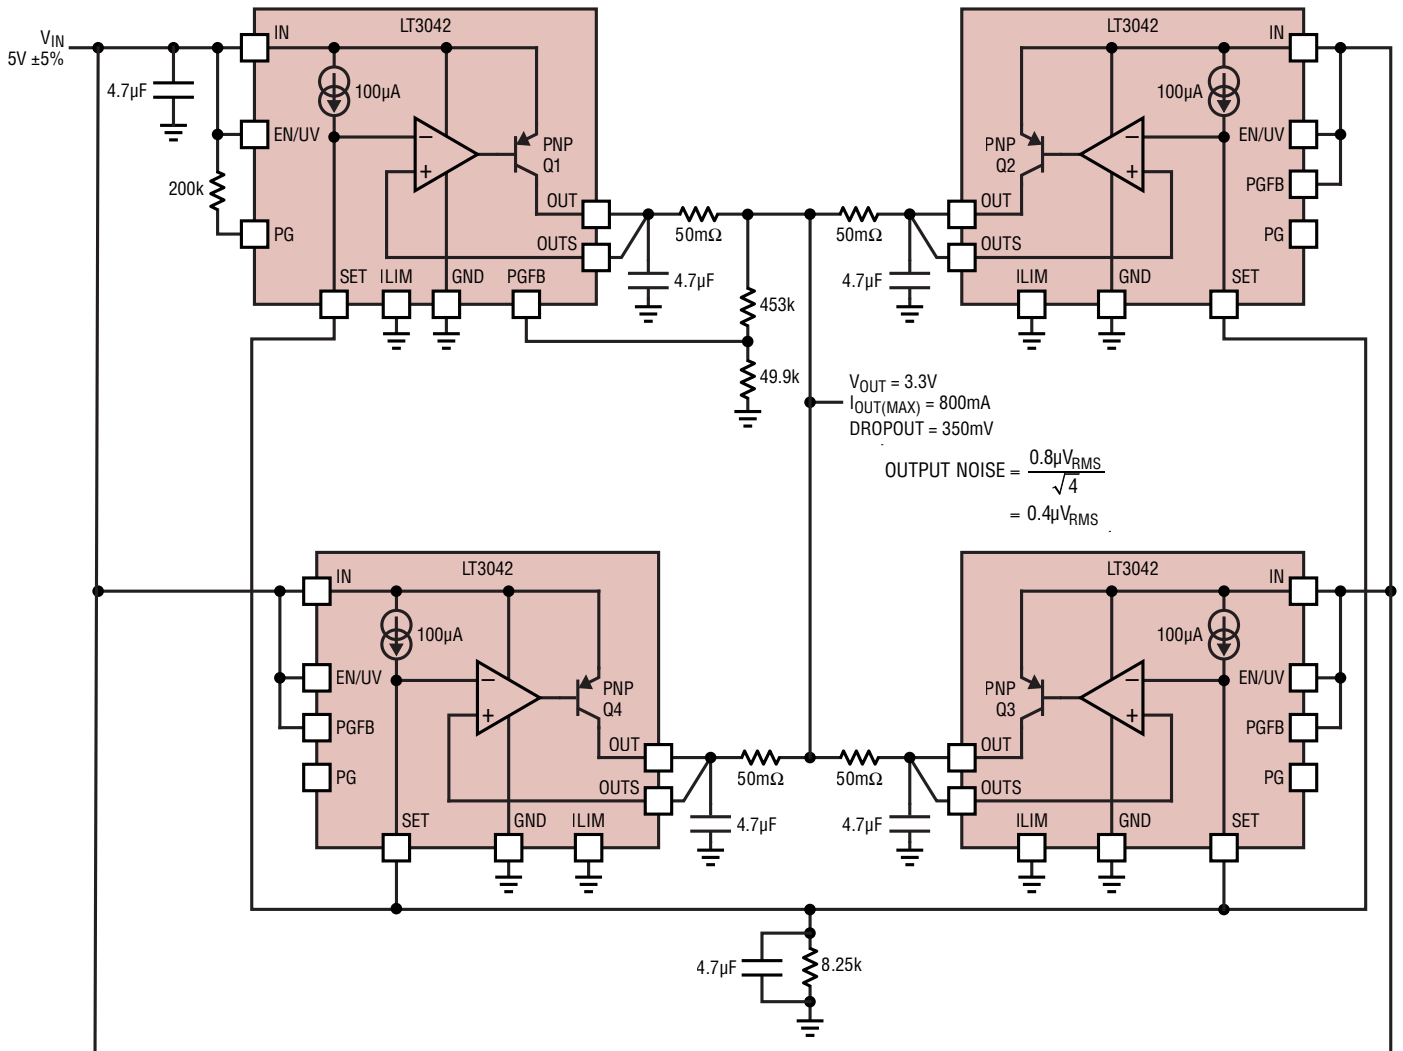 VIN
5V ±5%
4.7µF
200k
LT3042
IN
100µA
EN/UV
PG
PNP
Q1
OUT
OUTS
SET
ILIM
GND
PGFB
50mΩ
4.7µF
453k
49.9k
50mΩ
4.7µF
LT3042
IN
100µA
EN/UV
PGFB
PG
PNP
Q2
OUT
OUTS
ILIM
GND
SET
VOUT = 3.3V
IOUT(MAX) = 800mA
DROPOUT = 350mV
OUTPUT NOISE = 0.8µVRMS / √4
= 0.4µVRMS
LT3042
IN
100µA
EN/UV
PGFB
PG
PNP
Q4
OUT
OUTS
SET
GND
ILIM
50mΩ
4.7µF
50mΩ
4.7µF
LT3042
IN
100µA
EN/UV
PGFB
PG
PNP
Q3
OUT
OUTS
ILIM
GND
SET
4.7µF
8.25k